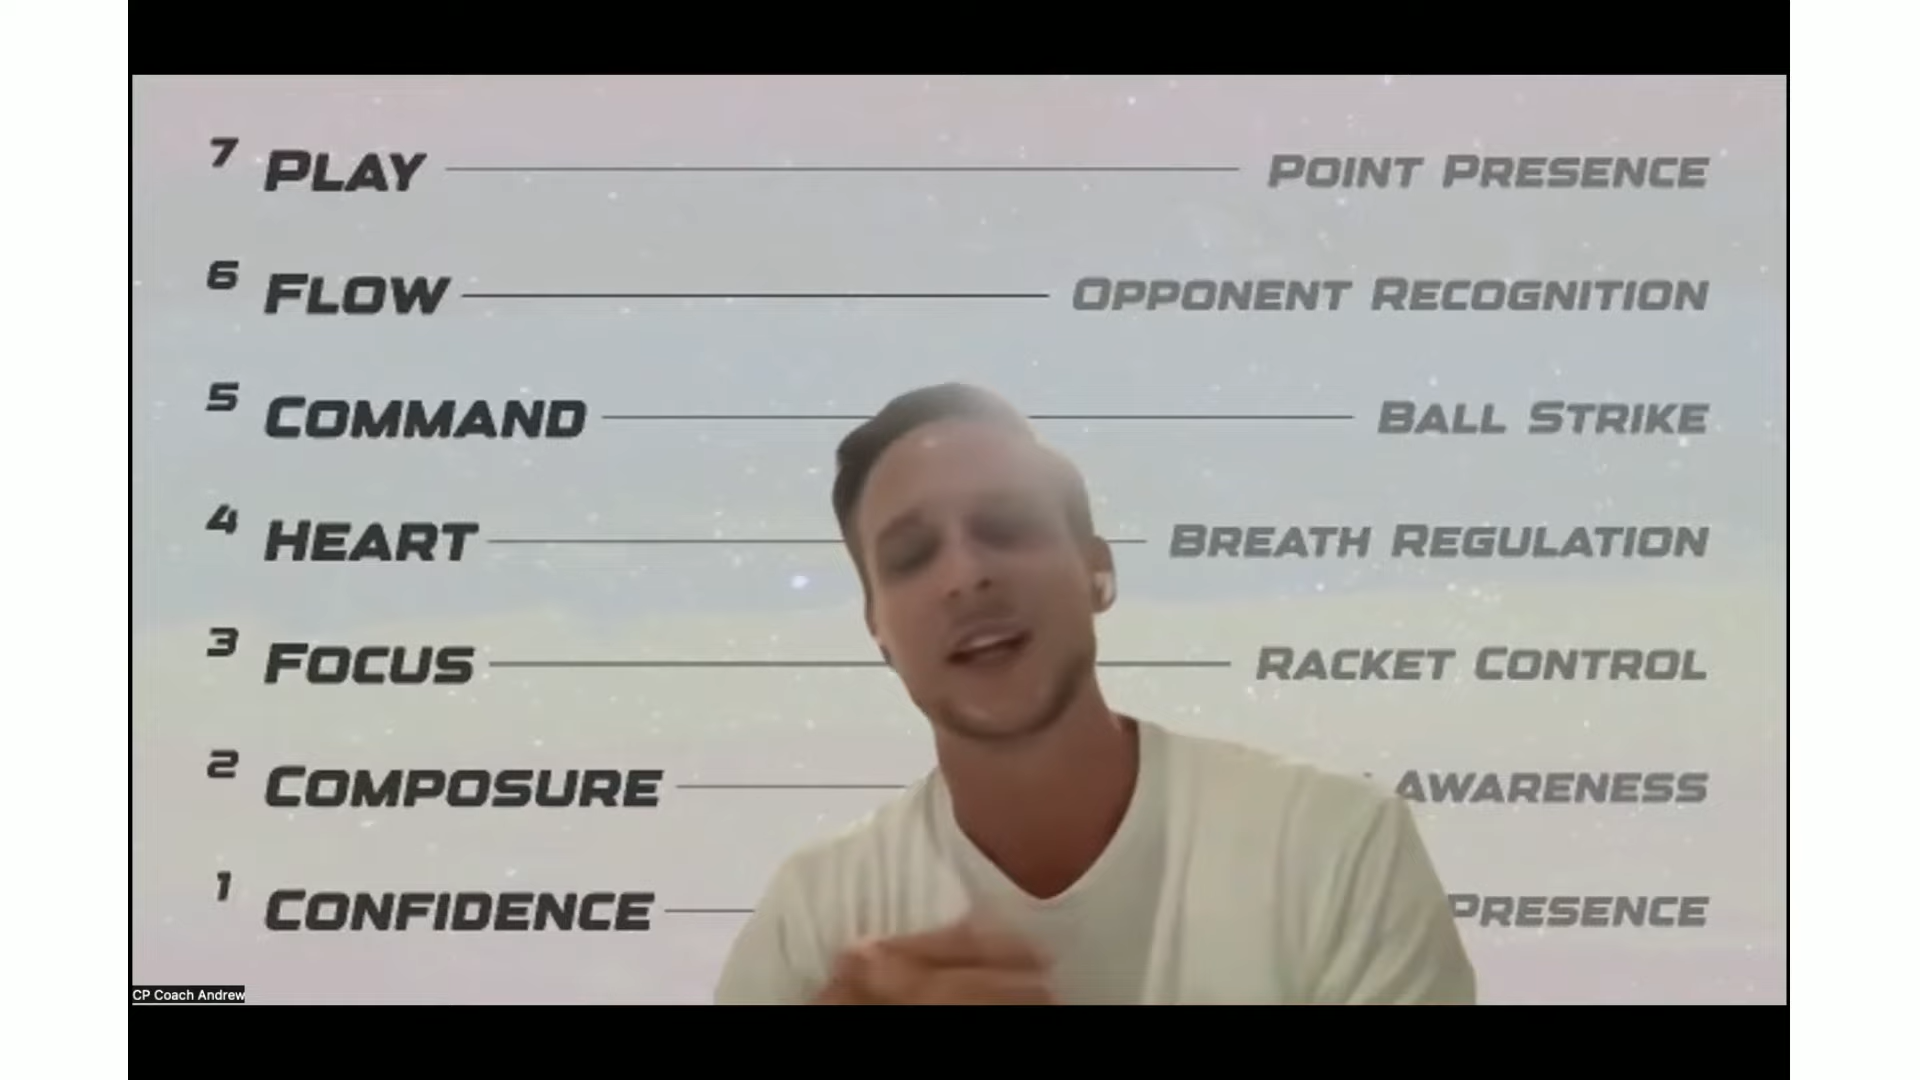 7 PLAY POINT PRESENCE
6 FLOW OPPONENT RECOGNITION
5 COMMAND BALL STRIKE
4 HEART BREATH REGULATION
3 FOCUS RACKET CONTROL
2 COMPOSURE AWARENESS
1 CONFIDENCE PRESENCE
CP Coach Andrew